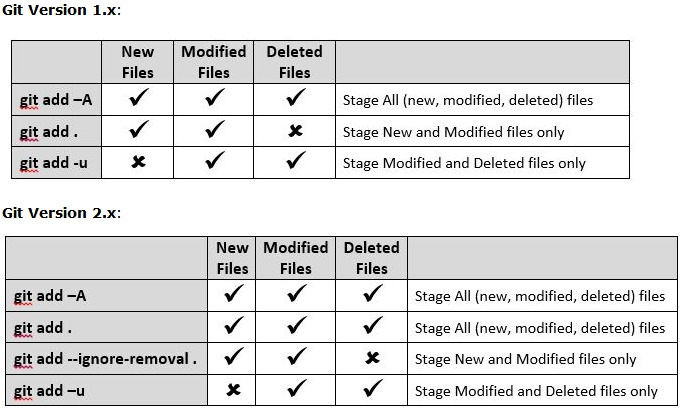 Git Version 1.x:
New Files Modified Files Deleted Files
git add –A ✓ ✓ ✓ Stage All (new, modified, deleted) files
git add . ✓ ✓ ✗ Stage New and Modified files only
git add -u ✗ ✓ ✓ Stage Modified and Deleted files only
Git Version 2.x:
New Files Modified Files Deleted Files
git add –A ✓ ✓ ✓ Stage All (new, modified, deleted) files
git add . ✓ ✓ ✓ Stage All (new, modified, deleted) files
git add --ignore-removal . ✓ ✓ ✗ Stage New and Modified files only
git add –u ✗ ✓ ✓ Stage Modified and Deleted files only